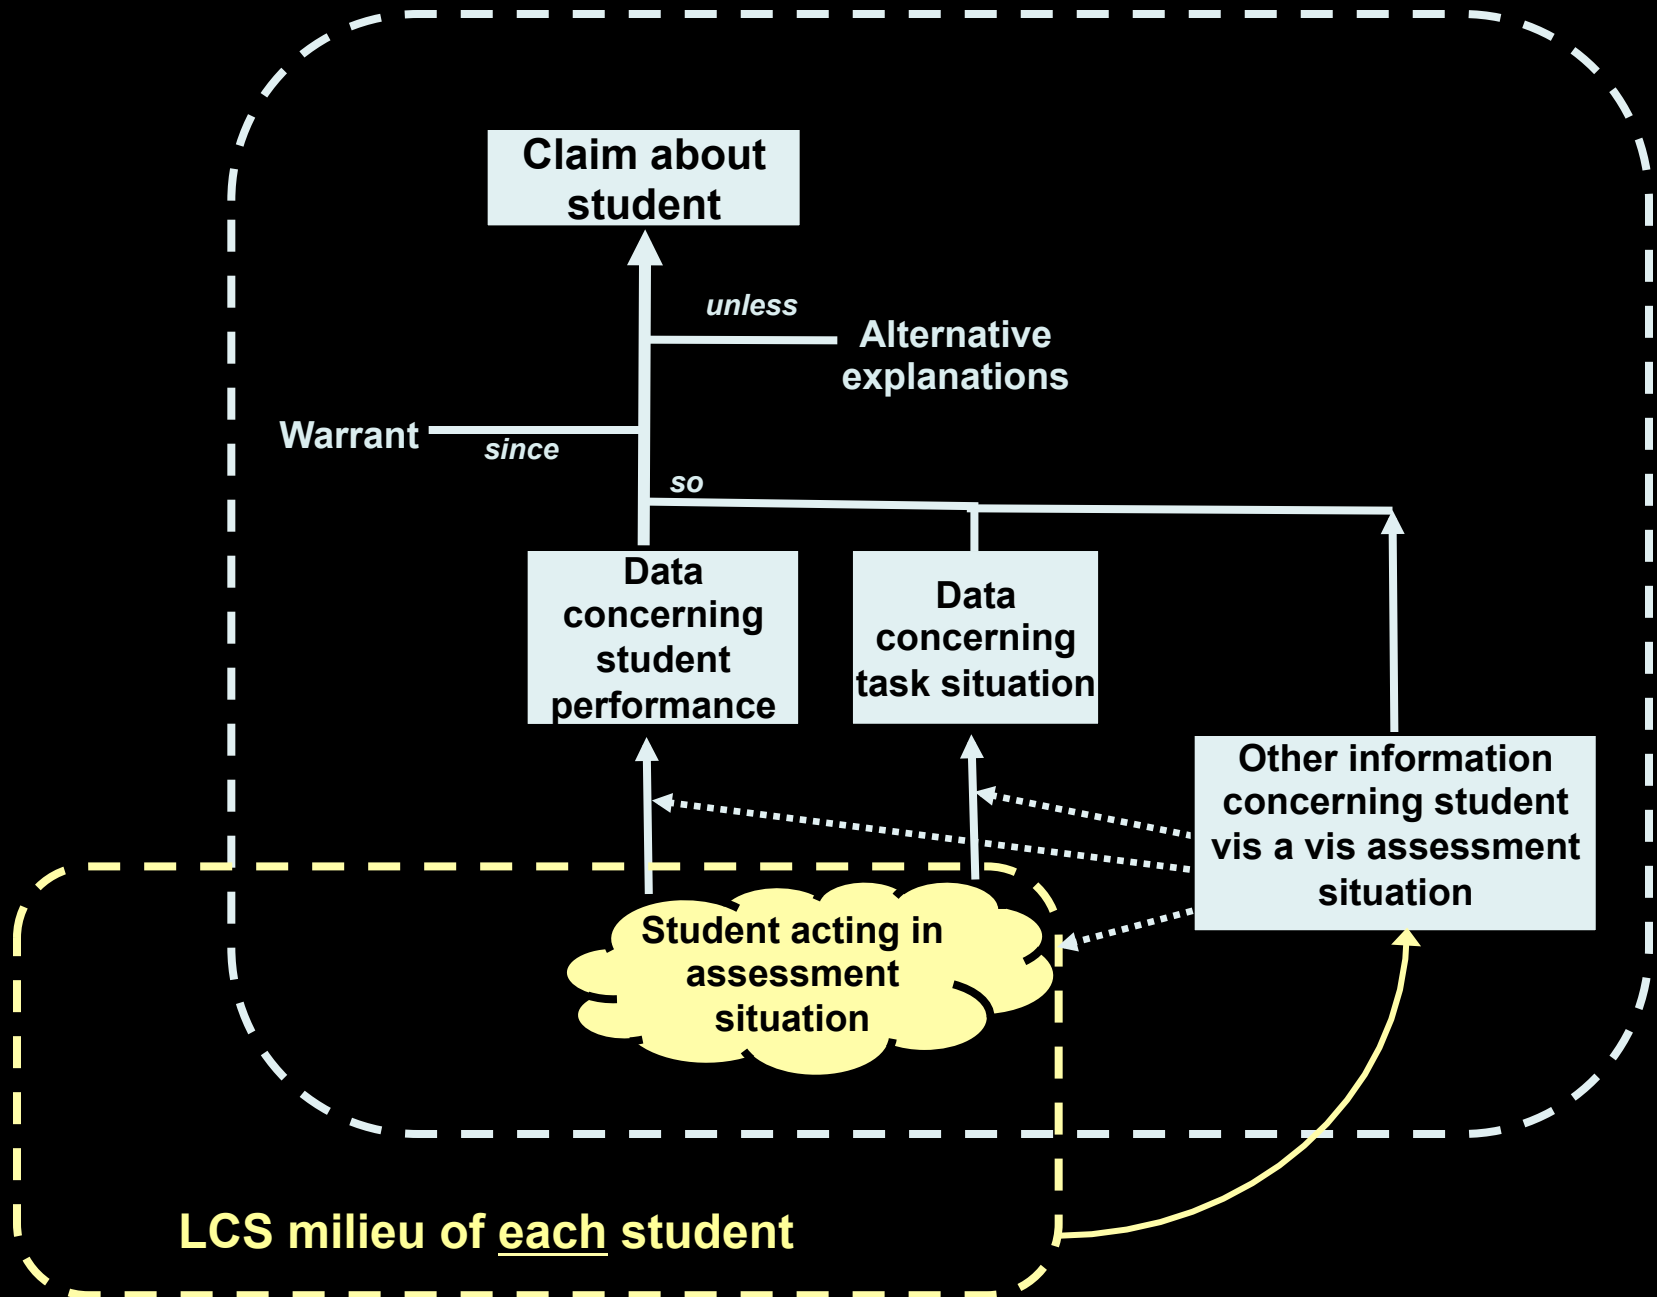 Claim about
student
unless
Alternative
explanations
Warrant
since
so
Data
concerning
student
performance
Data
concerning
task situation
Other information
concerning student
vis a vis assessment
situation
Student acting in
assessment
situation
LCS milieu of each student